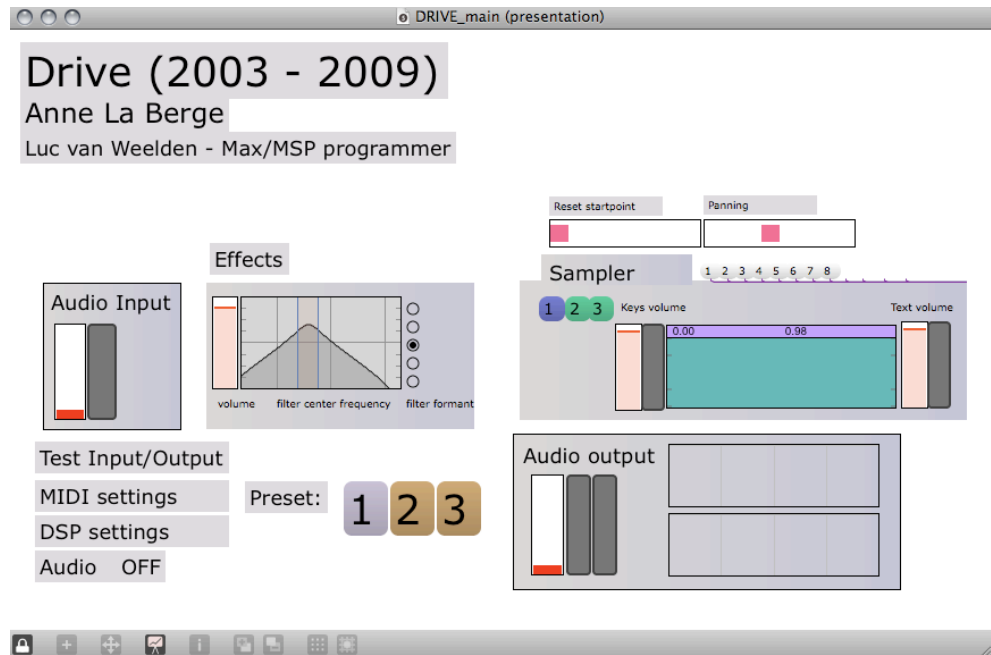 DRIVE_main (presentation)
Drive (2003 - 2009)
Anne La Berge
Luc van Weelden - Max/MSP programmer
Reset startpoint
Panning
Effects
Sampler
1 2 3 4 5 6 7 8
Audio Input
1 2 3
Keys volume
Text volume
0.00
0.98
volume
filter center frequency
filter formant
Test Input/Output
Audio output
MIDI settings
Preset:
1 2 3
DSP settings
Audio OFF